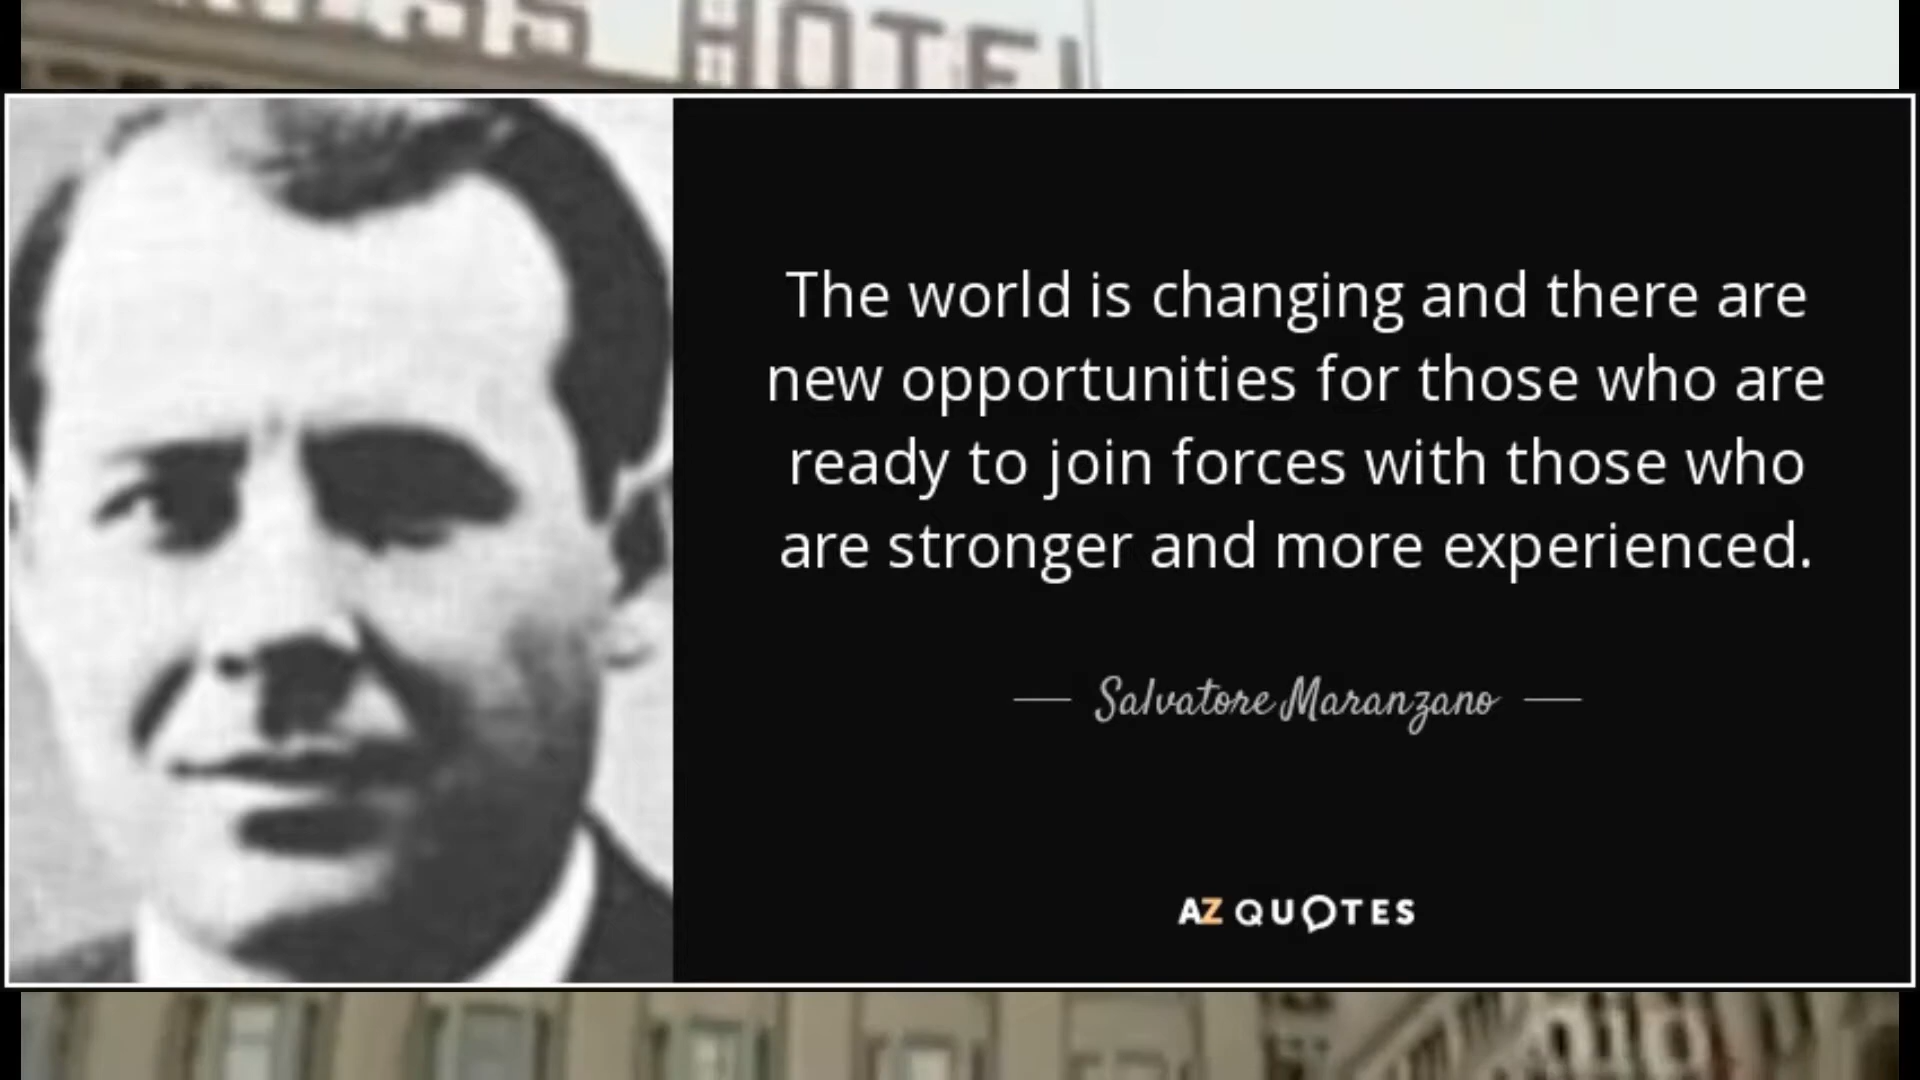 HOTEL
The world is changing and there are
new opportunities for those who are
ready to join forces with those who
are stronger and more experienced.
Salvatore Maranzano
AZ QUOTES